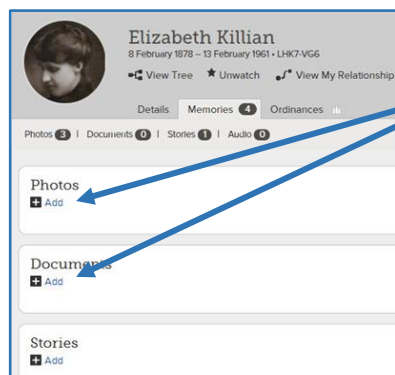 Elizabeth Killian
8 February 1878 – 13 February 1961 • LHK7-VG6
View Tree Unwatch View My Relationship
Details Memories 4 Ordinances
Photos 3 | Documents 0 | Stories 1 | Audio 0
Photos
Add
Documents
Add
Stories
Add